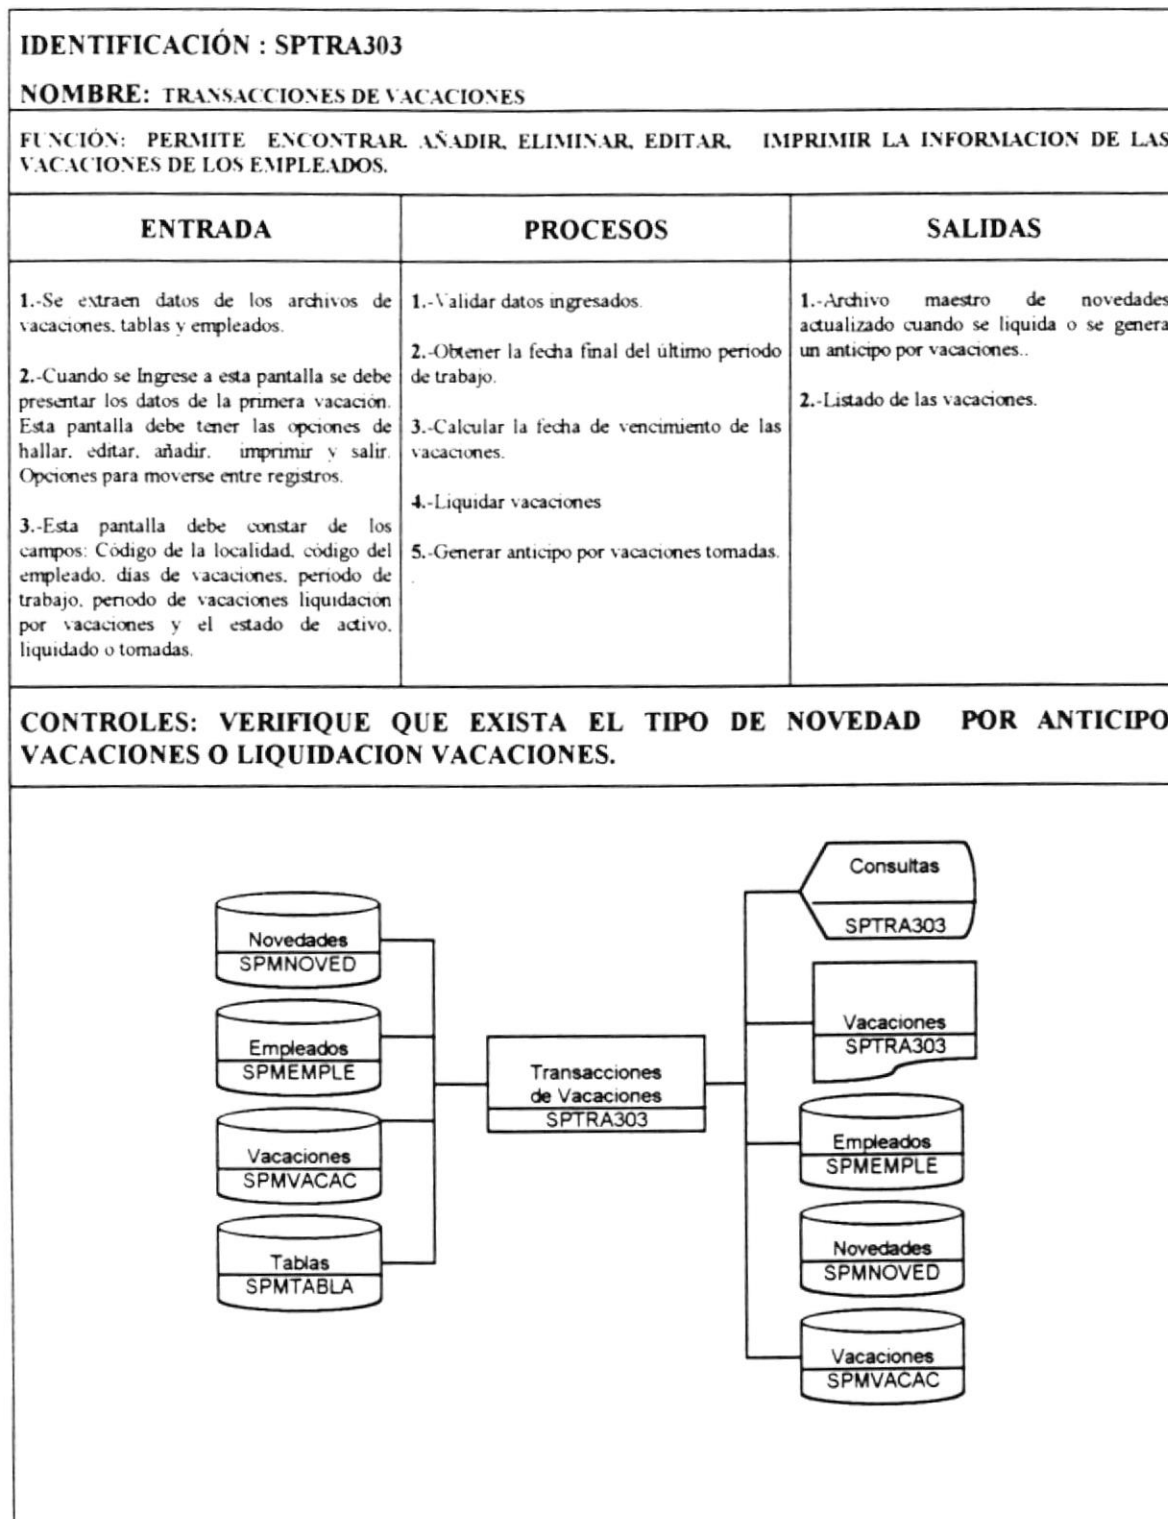 IDENTIFICACIÓN : SPTRA303
NOMBRE: TRANSACCIONES DE VACACIONES
FUNCIÓN: PERMITE ENCONTRAR. AÑADIR, ELIMINAR, EDITAR, IMPRIMIR LA INFORMACION DE LAS
VACACIONES DE LOS EMPLEADOS.
ENTRADA
1.-Se extraen datos de los archivos de
vacaciones. tablas y empleados.
2.-Cuando se Ingrese a esta pantalla se debe
presentar los datos de la primera vacación.
Esta pantalla debe tener las opciones de
hallar. editar. añadir. imprimir y salir.
Opciones para moverse entre registros.
3.-Esta pantalla debe constar de los
campos: Código de la localidad. código del
empleado. días de vacaciones. periodo de
trabajo. periodo de vacaciones liquidación
por vacaciones y el estado de activo.
liquidado o tomadas.
PROCESOS
1.-Validar datos ingresados.
2.-Obtener la fecha final del último periodo
de trabajo.
3.-Calcular la fecha de vencimiento de las
vacaciones.
4.-Liquidar vacaciones
5.-Generar anticipo por vacaciones tomadas.
.
SALIDAS
1.-Archivo maestro de novedades
actualizado cuando se liquida o se genera
un anticipo por vacaciones..
2.-Listado de las vacaciones.
CONTROLES: VERIFIQUE QUE EXISTA EL TIPO DE NOVEDAD POR ANTICIPO
VACACIONES O LIQUIDACION VACACIONES.
Novedades
SPMNOVED
Empleados
SPMEMPLE
Vacaciones
SPMVACAC
Tablas
SPMTABLA
Transacciones
de Vacaciones
SPTRA303
Consultas
SPTRA303
Vacaciones
SPTRA303
Empleados
SPMEMPLE
Novedades
SPMNOVED
Vacaciones
SPMVACAC